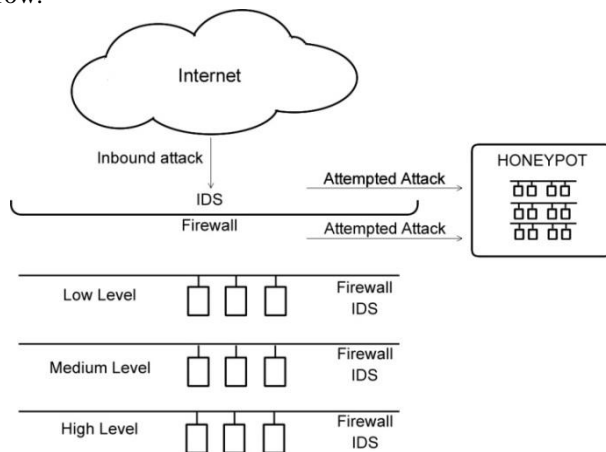 Internet
Inbound attack
IDS
Firewall
Attempted Attack
Attempted Attack
HONEYPOT
Low Level
Firewall
IDS
Medium Level
Firewall
IDS
High Level
Firewall
IDS